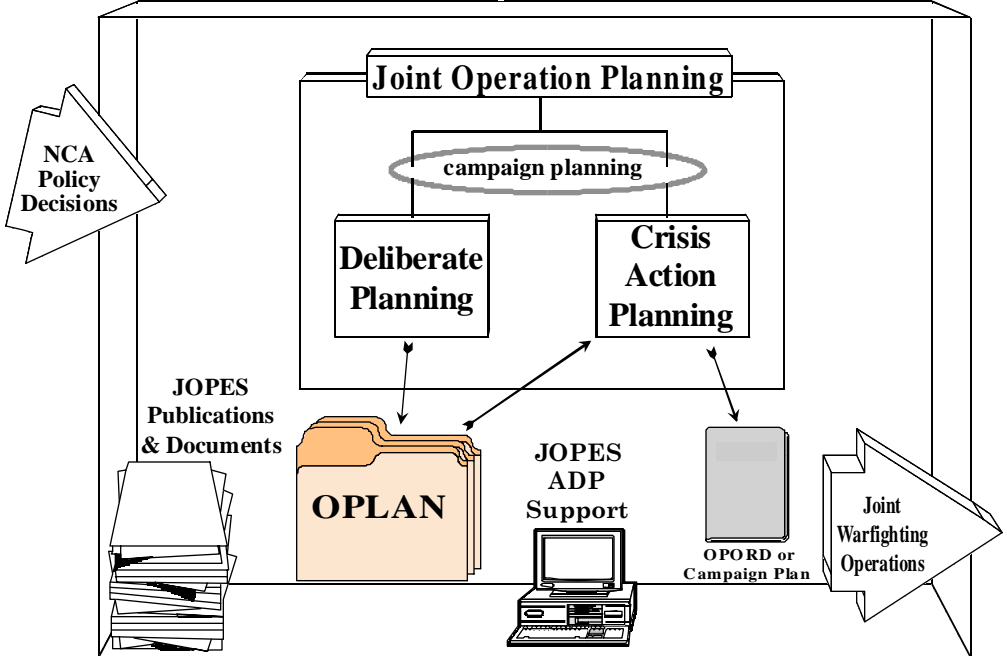 Joint Operation Planning
NCA
Policy
Decisions
campaign planning
Deliberate
Planning
Crisis
Action
Planning
JOPES
Publications
& Documents
OPLAN
JOPES
ADP
Support
OPORD or
Campaign Plan
Joint
Warfighting
Operations